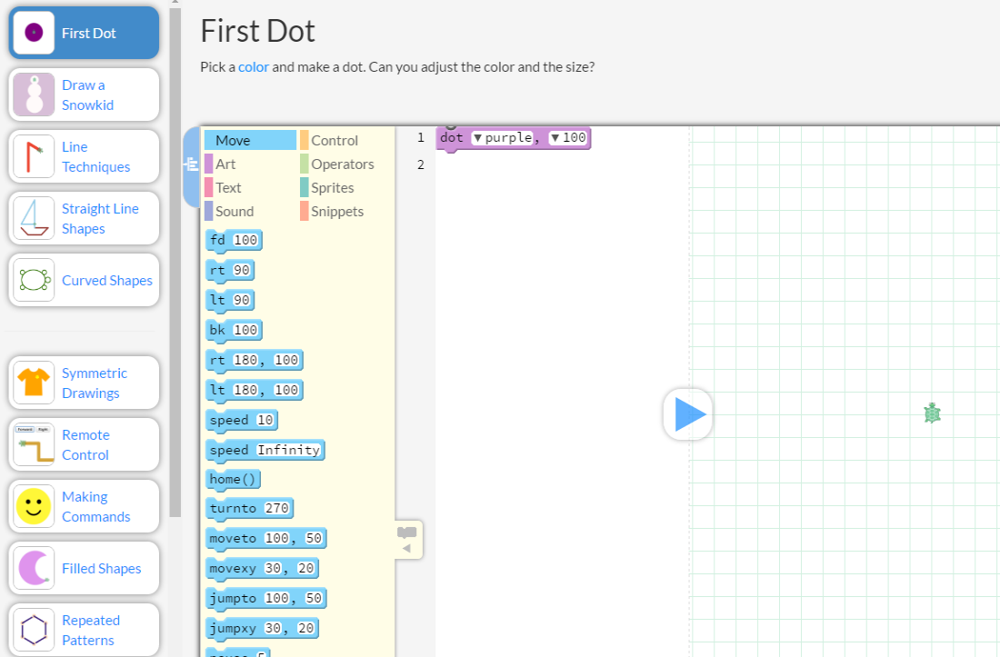 First Dot
Draw a
Snowkid
Line
Techniques
Straight Line
Shapes
Curved Shapes
Symmetric
Drawings
Remote
Control
Making
Commands
Filled Shapes
Repeated
Patterns
First Dot
Pick a color and make a dot. Can you adjust the color and the size?
Move
Control
Art
Operators
Text
Sprites
Sound
Snippets
fd 100
rt 90
lt 90
bk 100
rt 180, 100
lt 180, 100
speed 10
speed Infinity
home()
turnto 270
moveto 100, 50
movexy 30, 20
jumpto 100, 50
jumpxy 30, 20
1 dot ▼purple, ▼100
2